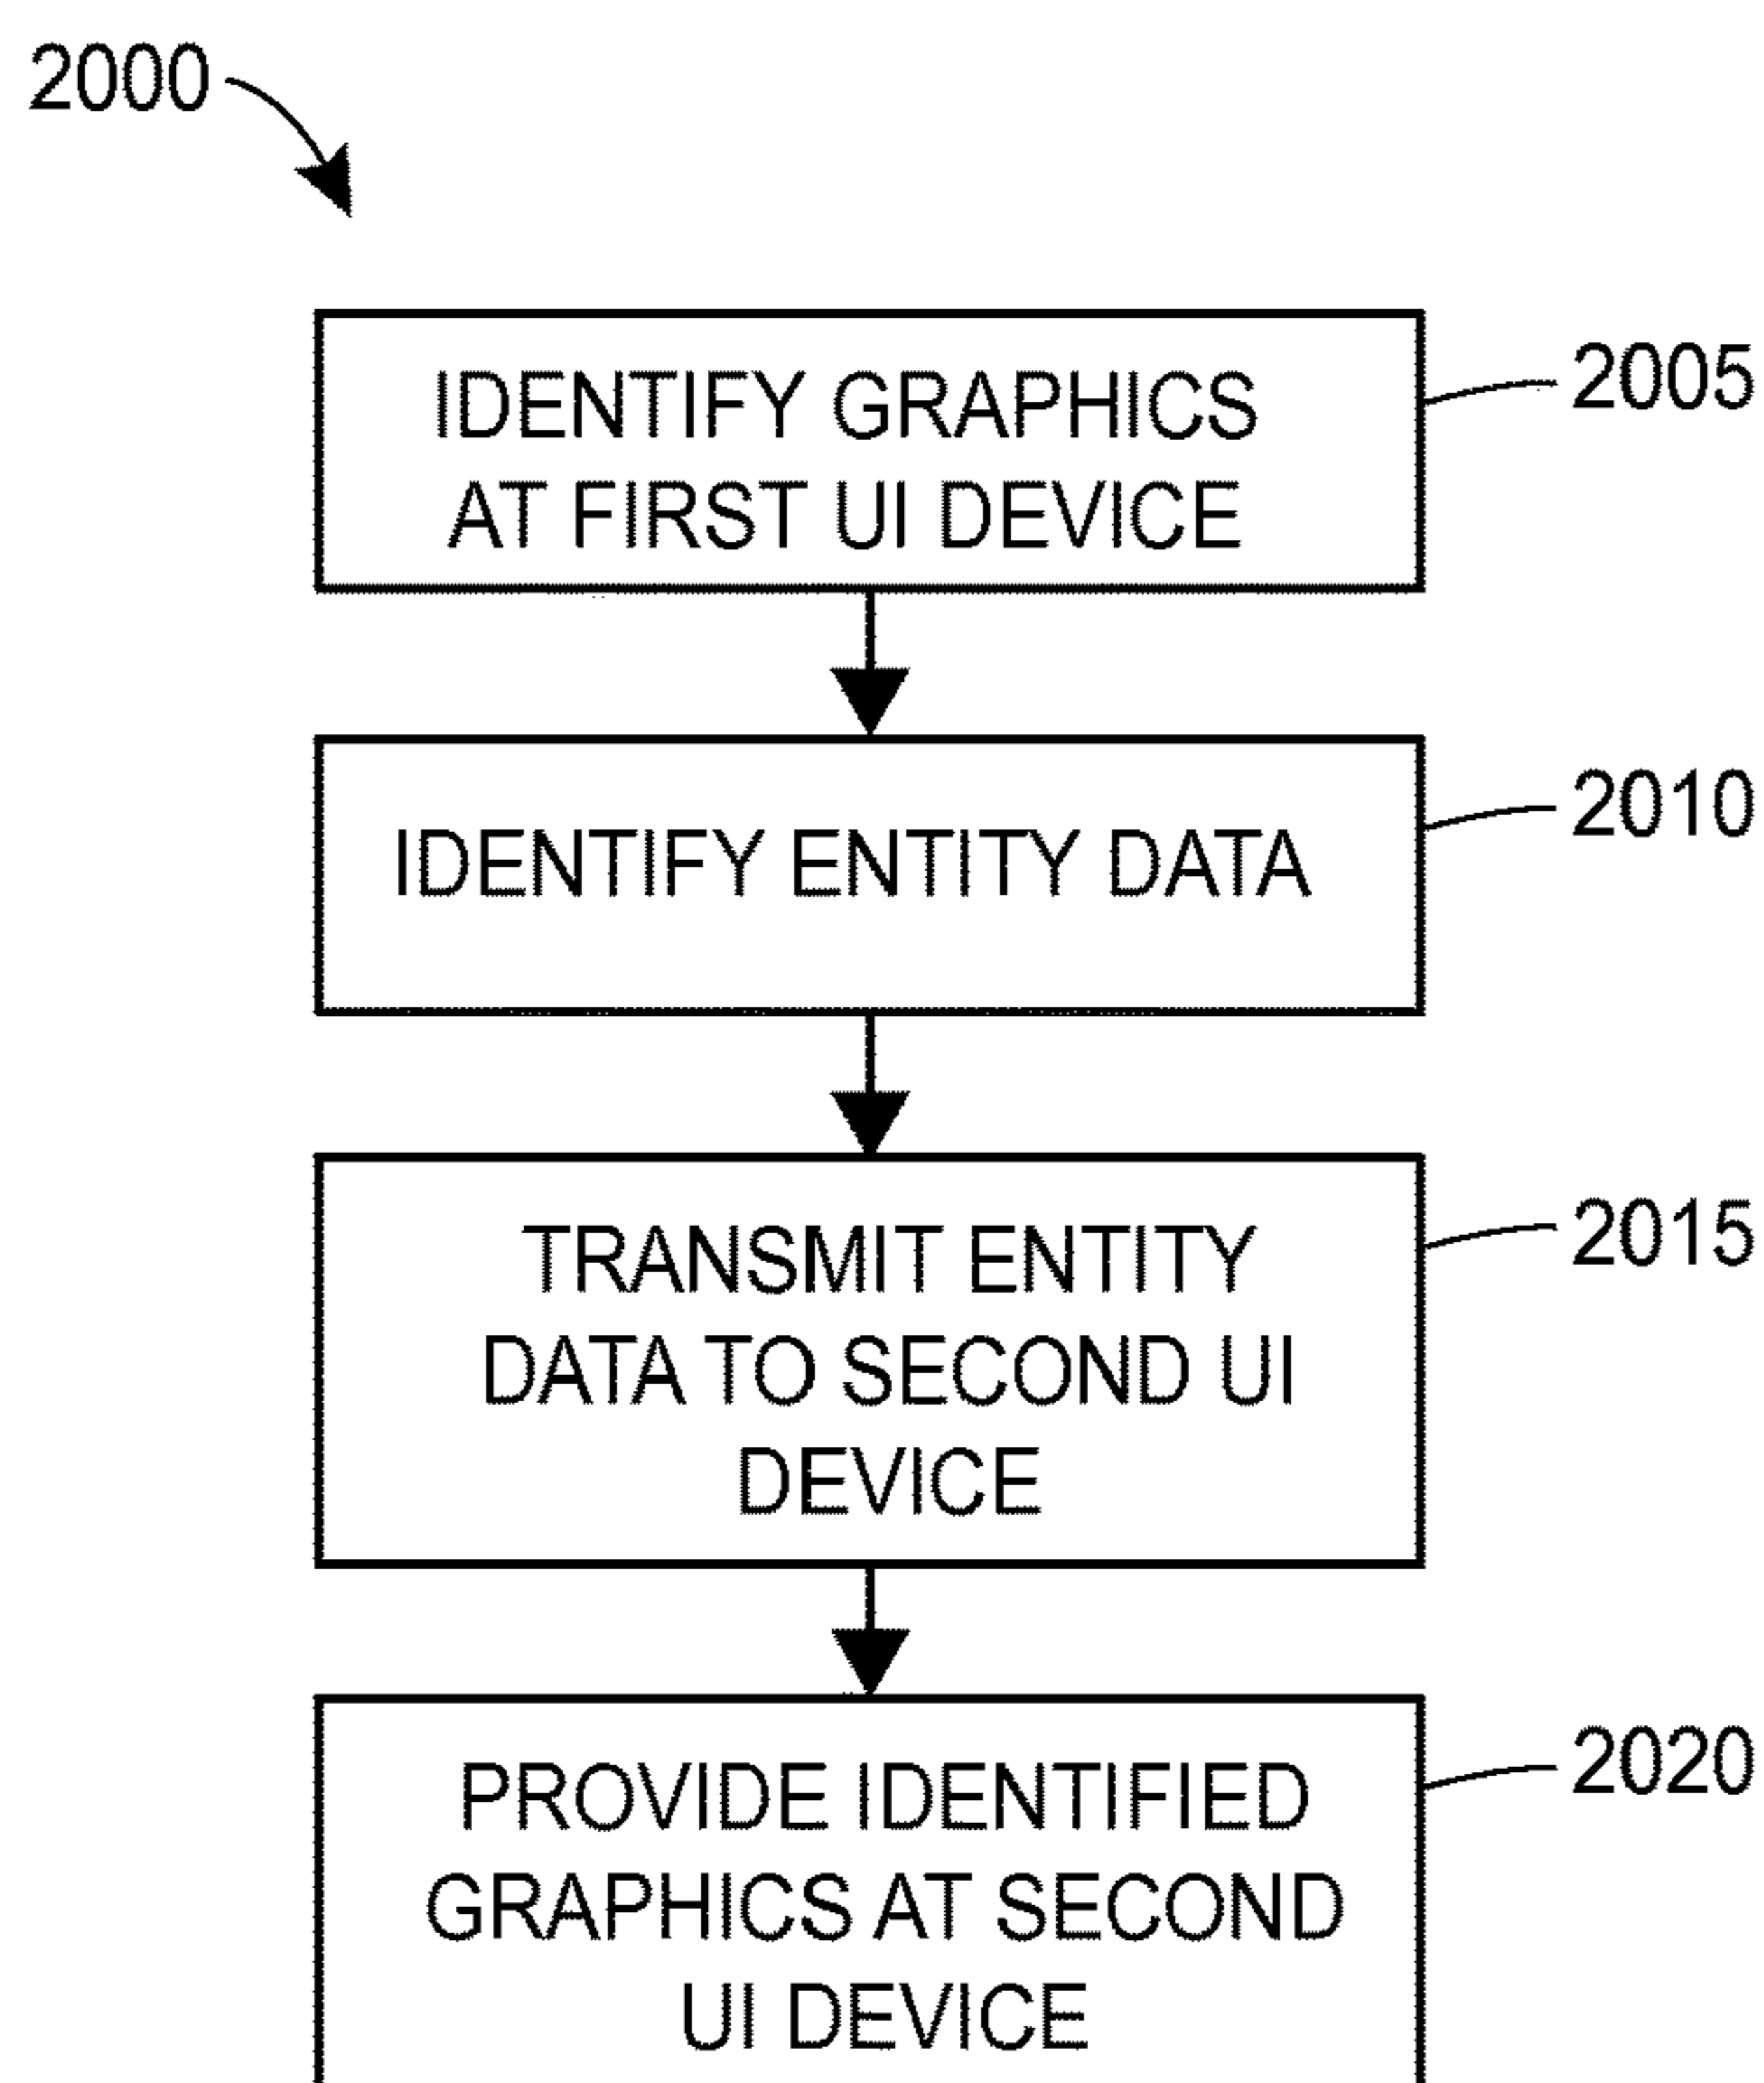 2000
IDENTIFY GRAPHICS
AT FIRST UI DEVICE
2005
IDENTIFY ENTITY DATA
2010
TRANSMIT ENTITY
DATA TO SECOND UI
DEVICE
2015
PROVIDE IDENTIFIED
GRAPHICS AT SECOND
UI DEVICE
2020